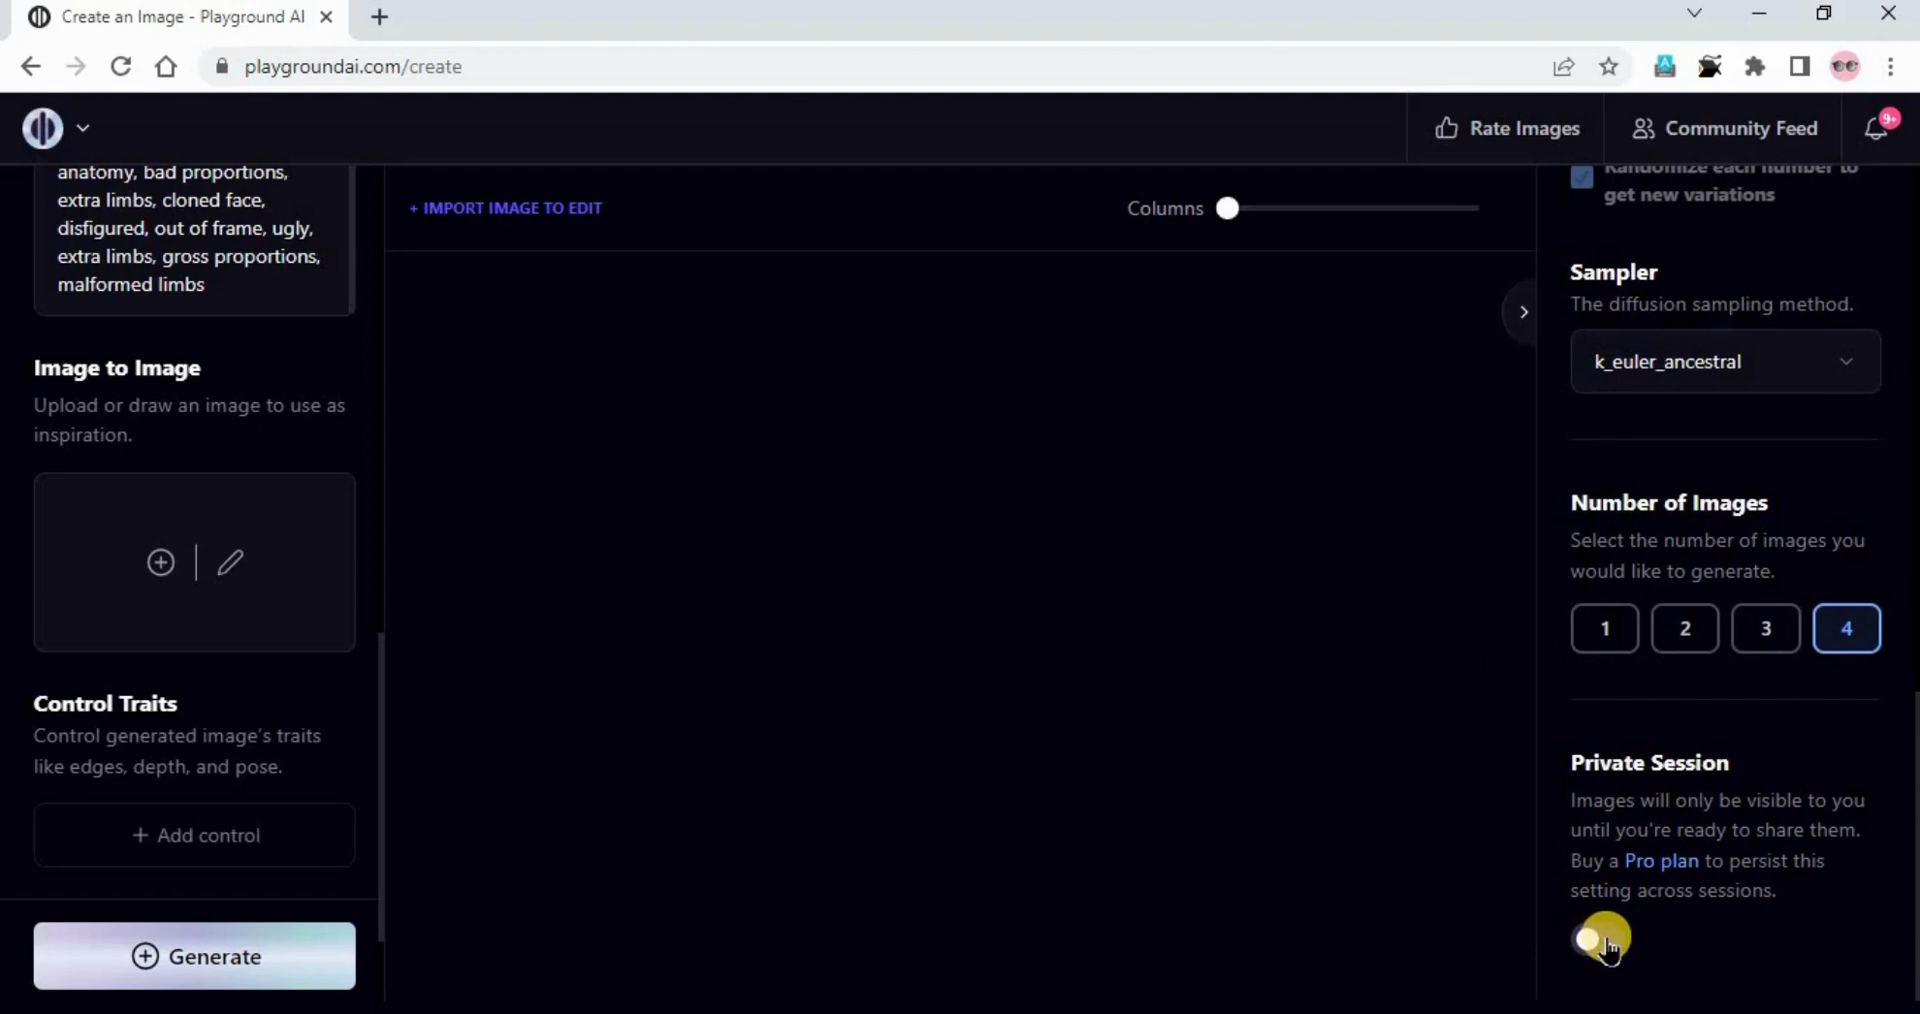 Create an Image - Playground AI
playgroundai.com/create
Rate Images
Community Feed
9+
anatomy, bad proportions,
extra limbs, cloned face,
disfigured, out of frame, ugly,
extra limbs, gross proportions,
malformed limbs
Image to Image
Upload or draw an image to use as
inspiration.
Control Traits
Control generated image's traits
like edges, depth, and pose.
+ Add control
Generate
+ IMPORT IMAGE TO EDIT
Columns
Randomize each number to
get new variations
Sampler
The diffusion sampling method.
k_euler_ancestral
Number of Images
Select the number of images you
would like to generate.
1 2 3 4
Private Session
Images will only be visible to you
until you're ready to share them.
Buy a Pro plan to persist this
setting across sessions.